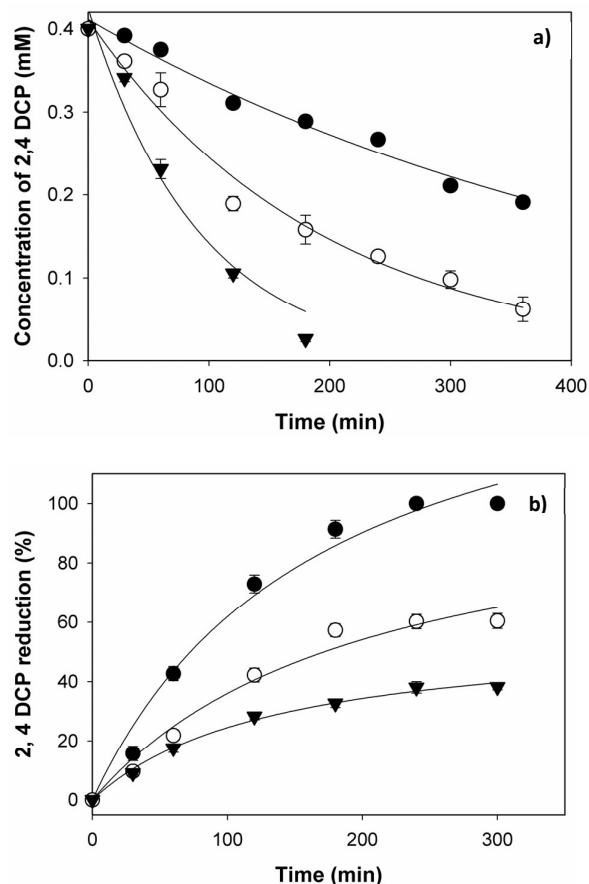 a)
0.4
0.3
0.2
0.1
0.0
Concentration of 2,4 DCP (mM)
0 100 200 300 400
Time (min)
b)
100
80
60
40
20
0
2, 4 DCP reduction (%)
0 100 200 300
Time (min)